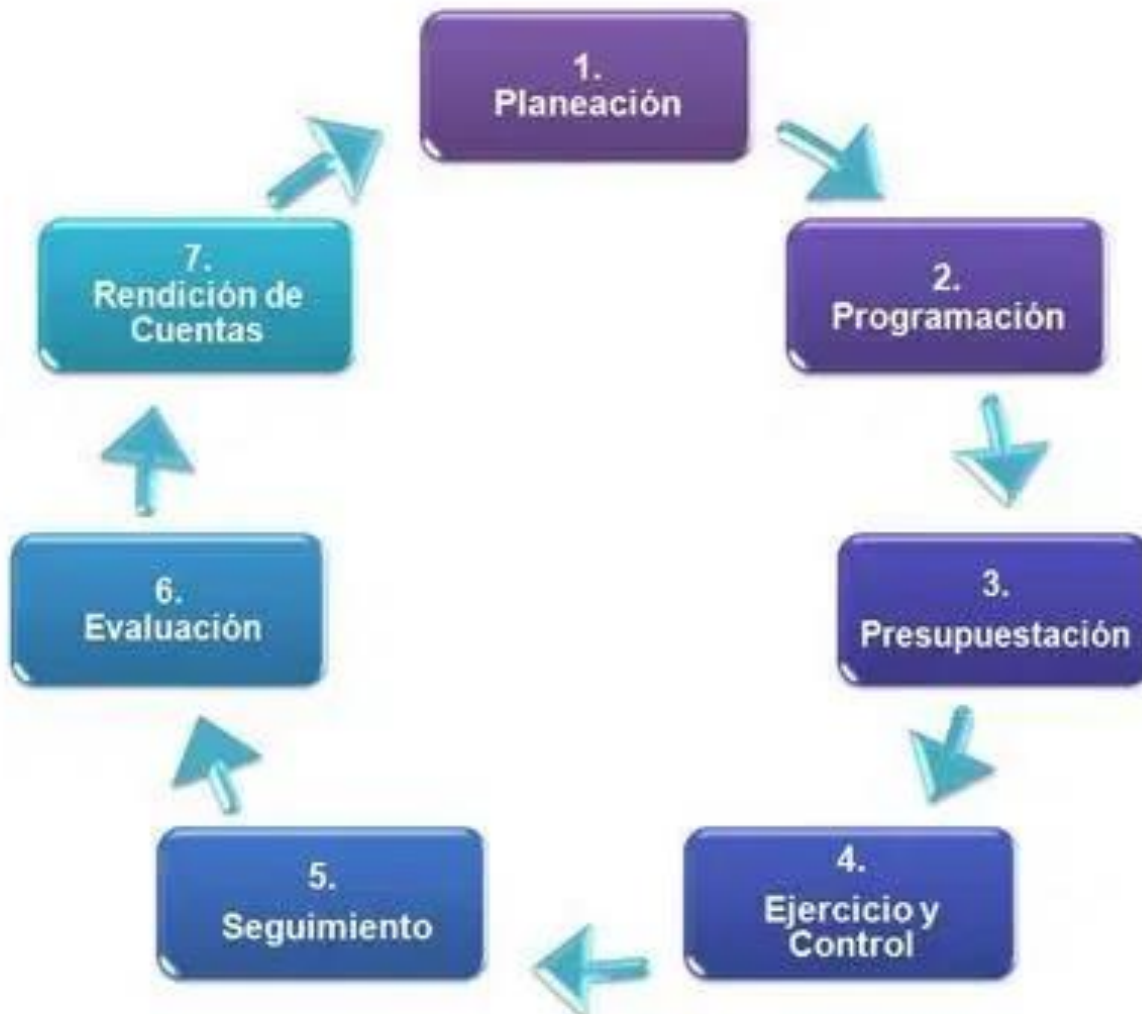 1.
Planeación
2.
Programación
3.
Presupuestación
4.
Ejercicio y
Control
5.
Seguimiento
6.
Evaluación
7.
Rendición de
Cuentas